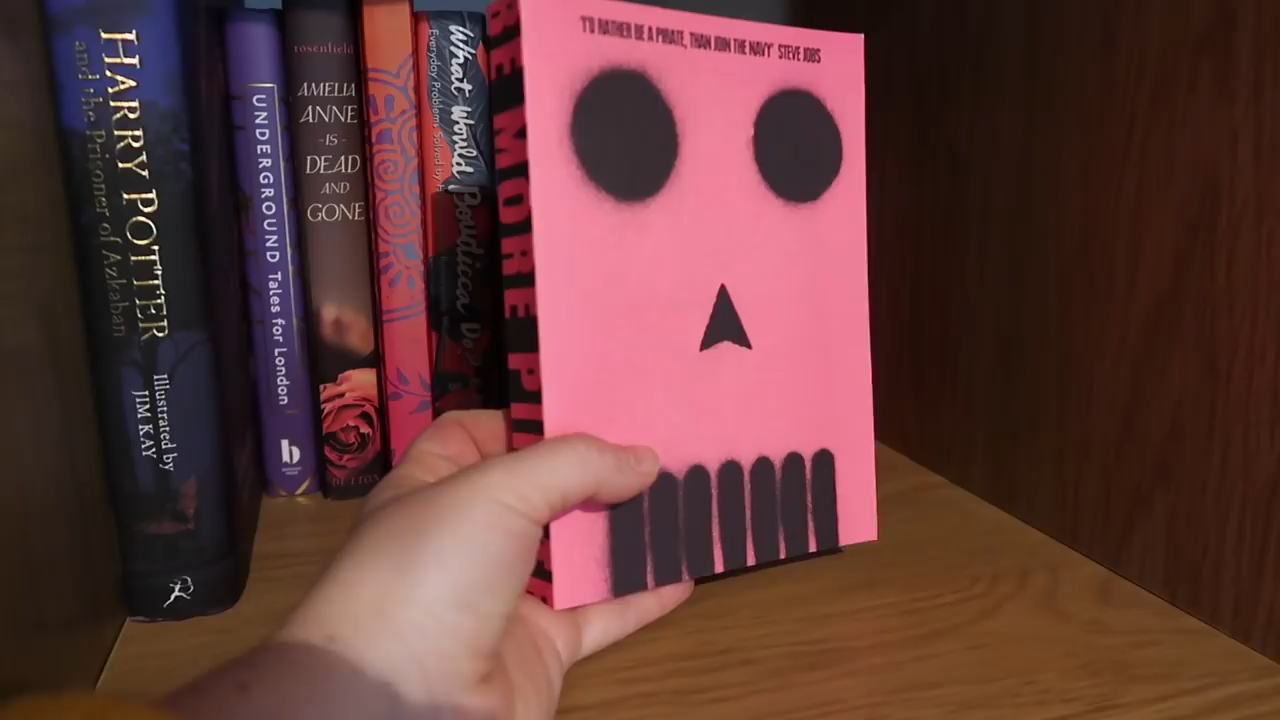 HARRY POTTER
and the Prisoner of Azkaban
Illustrated by
JIM KAY
UNDERGROUND Tales for London
b
rosenfield
AMELIA
ANNE
-IS-
DEAD
AND
GONE
DUTTON
What Would Boudicca Do?
Everyday Problems Solved by
BE MORE
'I'D RATHER BE A PIRATE, THAN JOIN THE NAVY' STEVE JOBS